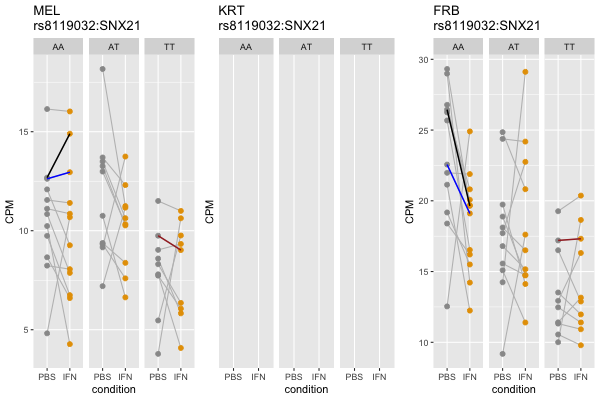 MEL
rs8119032:SNX21
AA AT TT
15
10
5
CPM
PBS IFN PBS IFN PBS IFN
condition
KRT
rs8119032:SNX21
AA AT TT
CPM
PBS IFN PBS IFN PBS IFN
condition
FRB
rs8119032:SNX21
AA AT TT
30
25
20
15
10
CPM
PBS IFN PBS IFN PBS IFN
condition